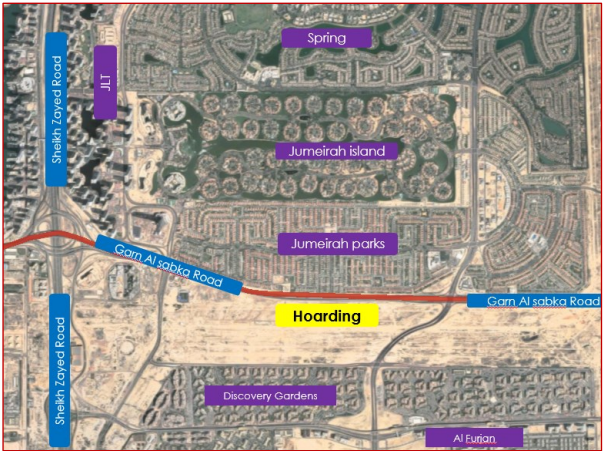 Spring
Sheikh Zayed Road
JLT
Jumeirah island
Jumeirah parks
Garn Al sabka Road
Garn Al sabka Road
Hoarding
Sheikh Zayed Road
Discovery Gardens
Al Furjan